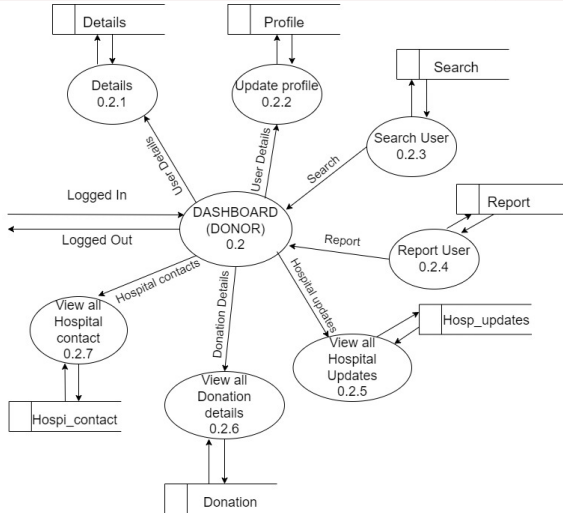 Details
Profile
Search
Details
0.2.1
Update profile
0.2.2
Search User
0.2.3
User Details
User Details
Search
Logged In
Logged Out
DASHBOARD
(DONOR)
0.2
Report
Report
Report User
0.2.4
Hospital contacts
Donation Details
Hospital updates
View all
Hospital
contact
0.2.7
Hosp_updates
View all
Hospital
Updates
0.2.5
View all
Donation
details
0.2.6
Hospi_contact
Donation